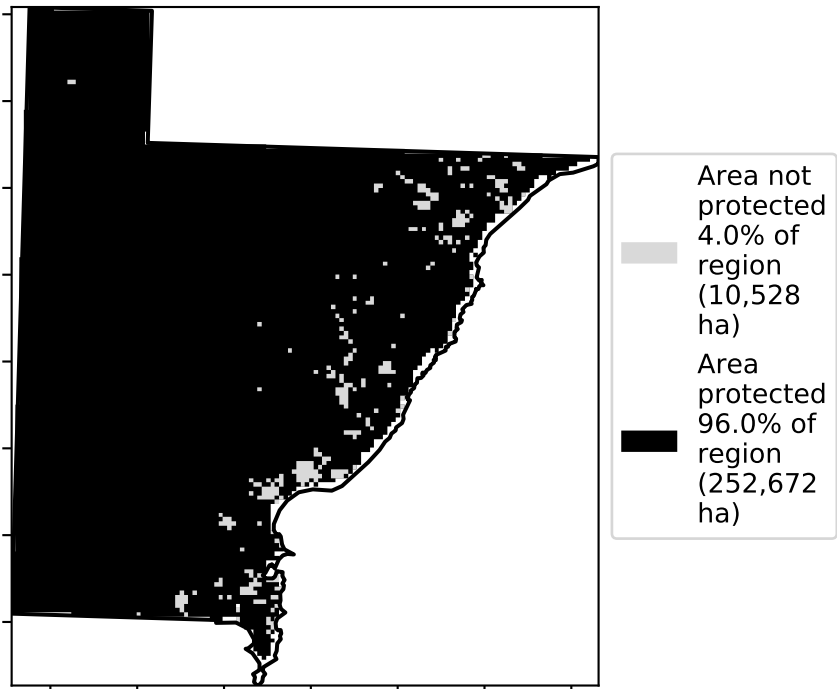 Area not
protected
4.0% of
region
(10,528
ha)
Area
protected
96.0% of
region
(252,672
ha)